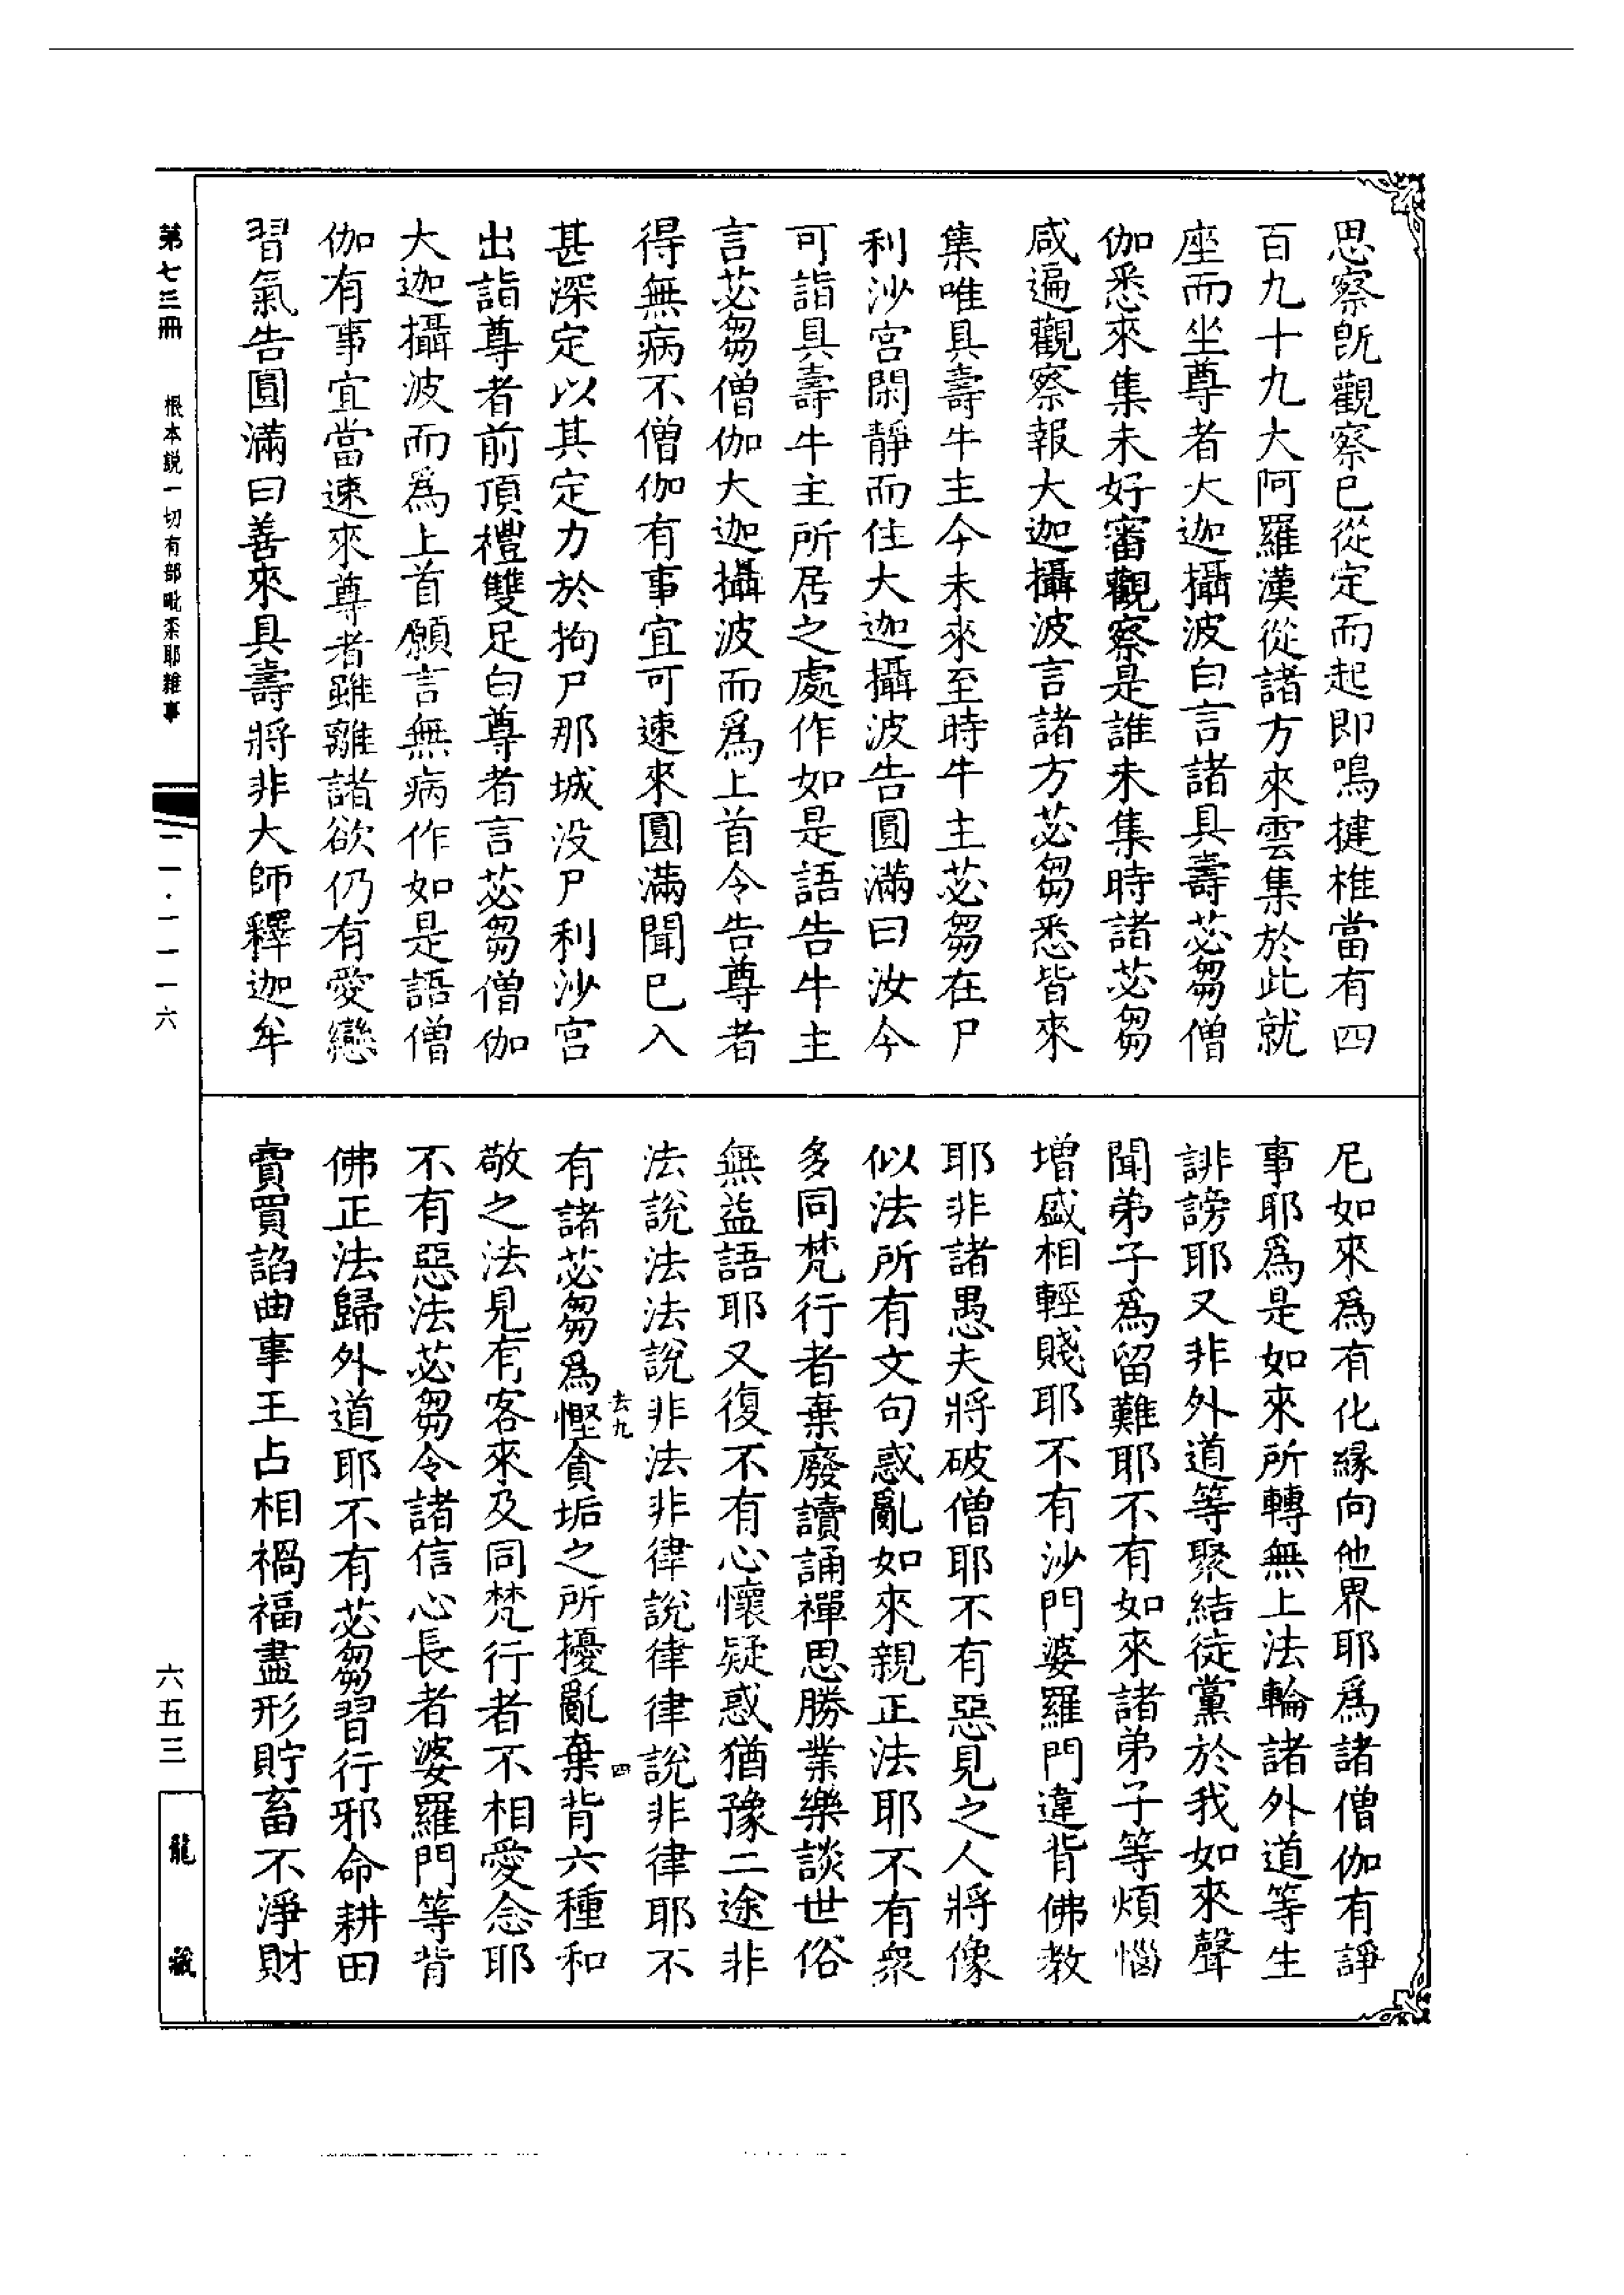 思察旣觀察已從定而起即鳴揵椎當有四
百九十九大阿羅漢從諸方來雲集於此就
座而坐尊者大迦攝波白言諸具壽苾芻僧
伽悉來集未好審觀察是誰未集時諸苾芻
咸遍觀察報大迦攝波言諸方苾芻悉皆來
集唯具壽牛主今未來至時牛主苾芻在尸
利沙宮閑靜而住大迦攝波告圓滿曰汝今
可詣具壽牛主所居之處作如是語告牛主
言苾芻僧伽大迦攝波而爲上首令告尊者
得無病不僧伽有事宜可速來圓滿聞已入
甚深定以其定力於拘尸那城没尸利沙宮
出詣尊者前頂禮雙足白尊者言苾芻僧伽
大迦攝波而爲上首願言無病作如是語僧
伽有事宜當速來尊者雖離諸欲仍有愛戀
習氣告圓滿曰善來具壽將非大師釋迦牟
尼如來爲有化緣向他界耶爲諸僧伽有諍
事耶爲是如來所轉無上法輪諸外道等生
誹謗耶又非外道等聚結徒黨於我如來聲
聞弟子爲留難耶不有如來諸弟子等煩惱
增盛相輕賤耶不有沙門婆羅門違背佛教
耶非諸愚夫將破僧耶不有惡見之人將像
似法所有文句惑亂如來親正法耶不有衆
多同梵行者棄廢讀誦禪思勝業樂談世俗
無益語耶又復不有心懷疑惑猶豫二途非
法說法法說非法非律說律律說非律耶不
去九
四
有諸苾芻爲慳貪垢之所擾亂棄背六種和
敬之法見有客來及同梵行者不相愛念耶
不有惡法苾芻令諸信心長者婆羅門等背
佛正法歸外道耶不有苾芻習行邪命耕田
賣買諂曲事王占相禍福盡形貯畜不淨財
第七三冊
根本説一切有部毗柰耶雜事
一一·一一一六
六五三
龍藏